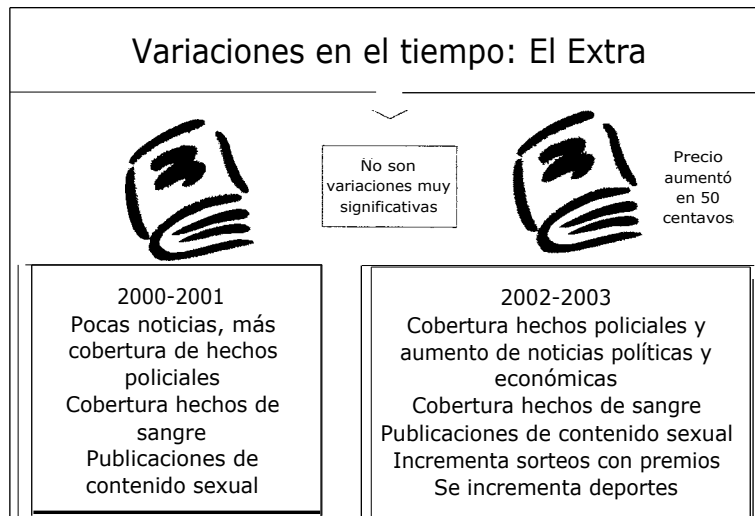 Variaciones en el tiempo: El Extra
No son
variaciones muy
significativas
Precio
aumentó
en 50
centavos
2000-2001
Pocas noticias, más
cobertura de hechos
policiales
Cobertura hechos de
sangre
Publicaciones de
contenido sexual
2002-2003
Cobertura hechos policiales y
aumento de noticias políticas y
económicas
Cobertura hechos de sangre
Publicaciones de contenido sexual
Incrementa sorteos con premios
Se incrementa deportes